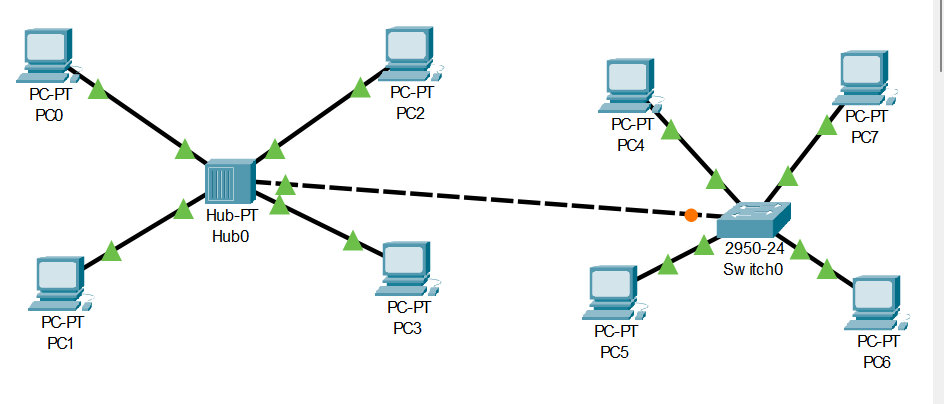 PC-PT
PC0
PC-PT
PC2
PC-PT
PC4
PC-PT
PC7
Hub-PT
Hub0
2950-24
Switch0
PC-PT
PC1
PC-PT
PC3
PC-PT
PC5
PC-PT
PC6